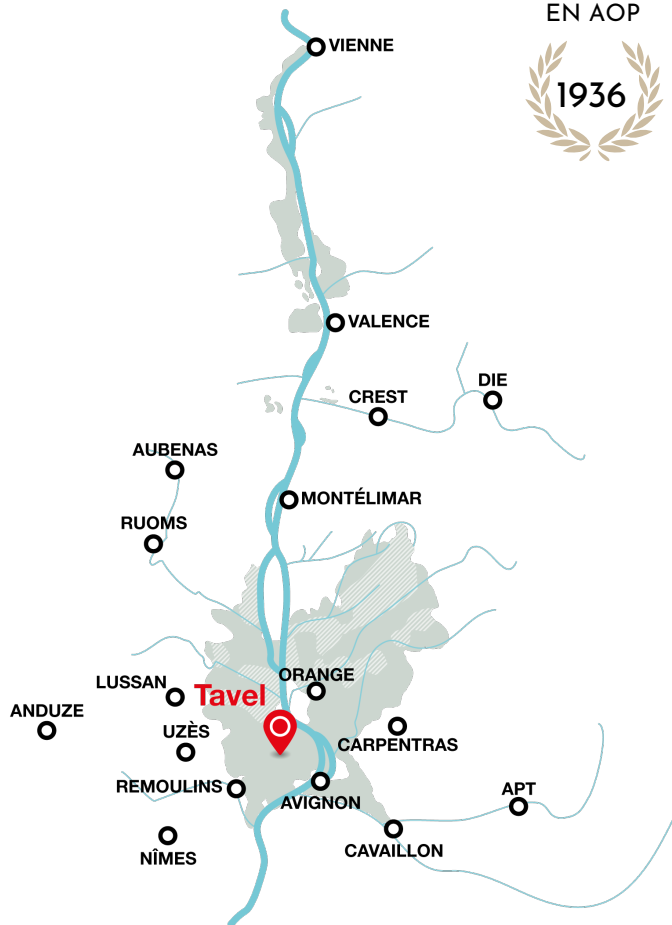 EN AOP
1936
VIENNE
VALENCE
CREST
DIE
AUBENAS
MONTÉLIMAR
RUOMS
ORANGE
LUSSAN
Tavel
ANDUZE
UZÈS
CARPENTRAS
REMOULINS
AVIGNON
APT
CAVAILLON
NÎMES